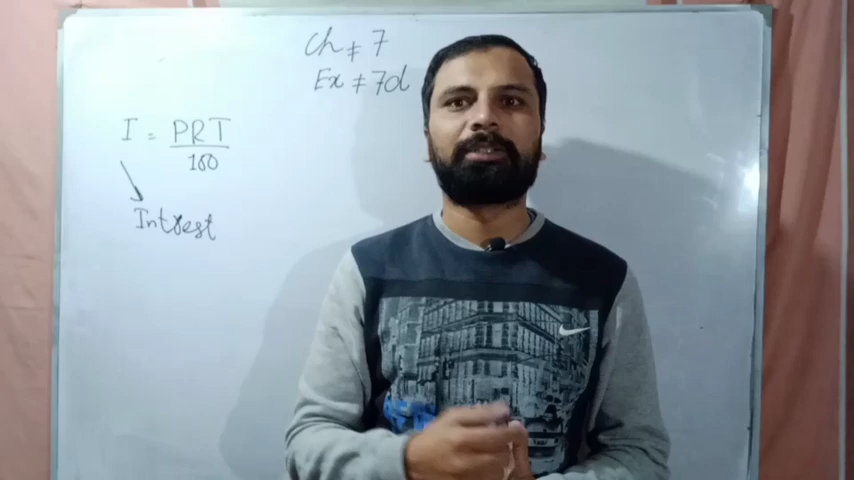 Ch ≠ 7
Ex ≠ 7d
I = PRT
100
Intrest